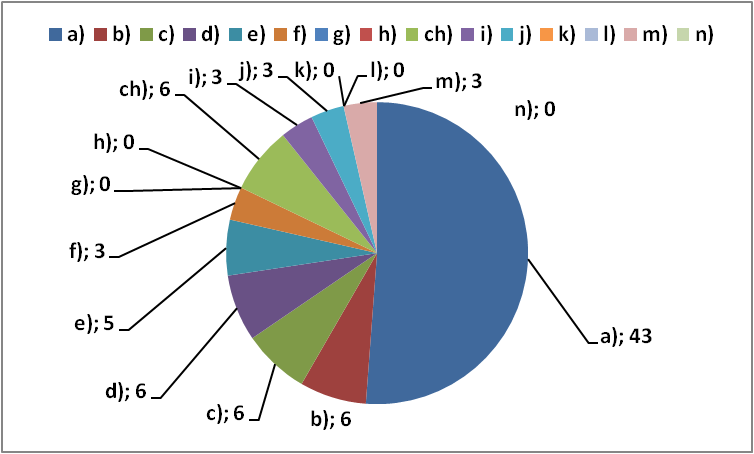 a) b) c) d) e) f) g) h) ch) i) j) k) l) m) n)
k); 0
l); 0
j); 3
i); 3
m); 3
ch); 6
n); 0
h); 0
g); 0
f); 3
e); 5
a); 43
d); 6
c); 6
b); 6